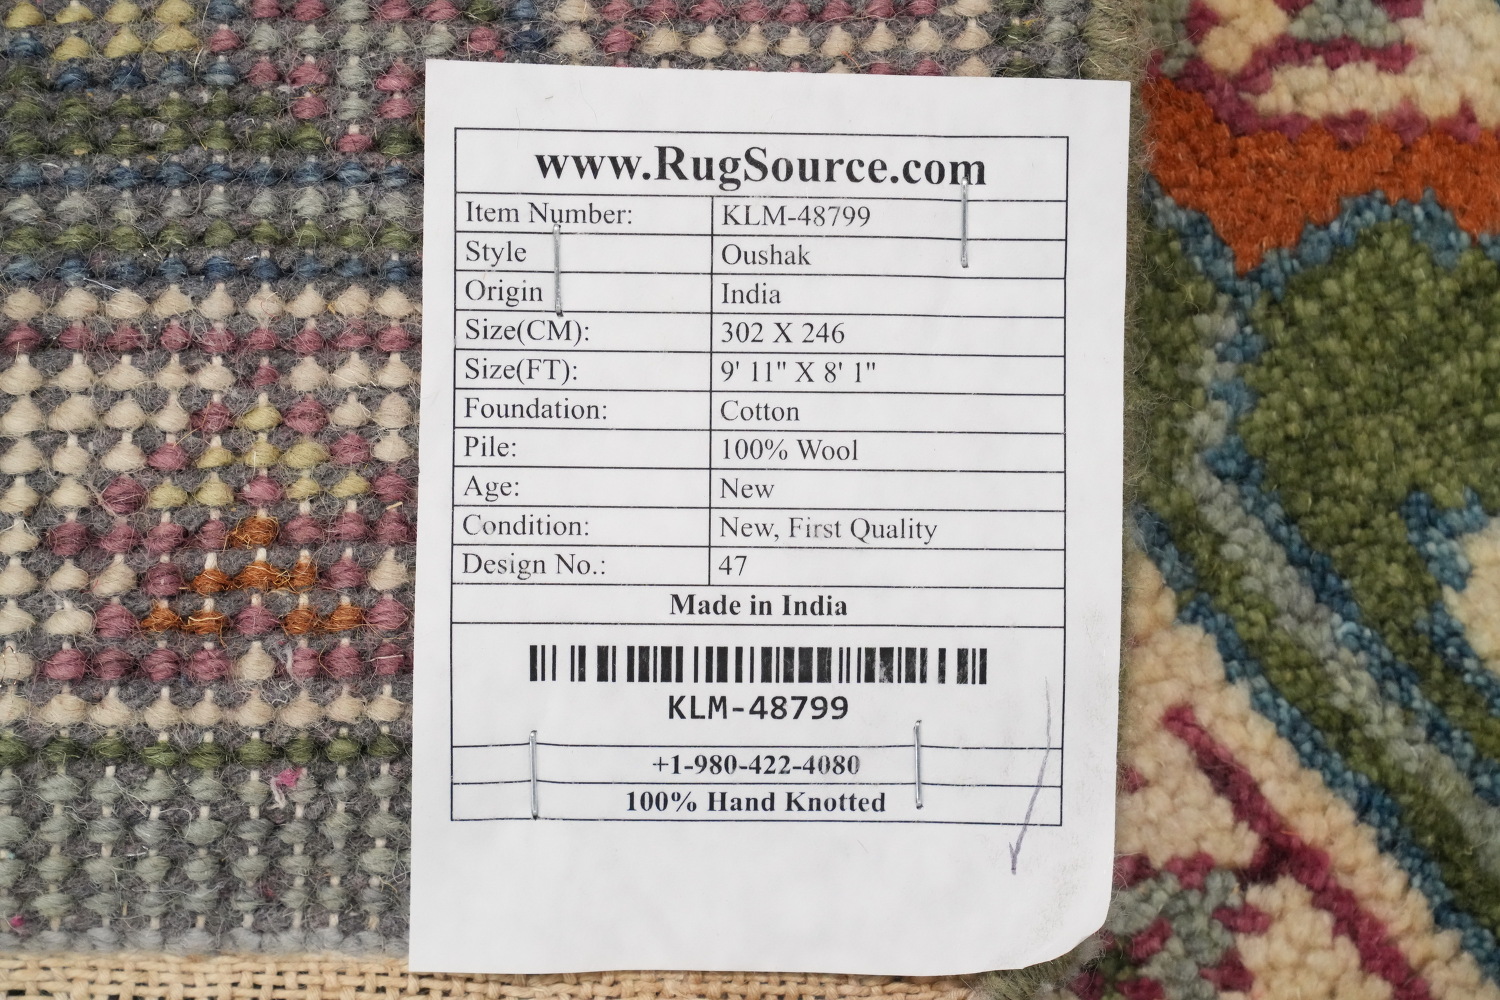 www.RugSource.com
Item Number: KLM-48799
Style Oushak
Origin India
Size(CM): 302 X 246
Size(FT): 9' 11" X 8' 1"
Foundation: Cotton
Pile: 100% Wool
Age: New
Condition: New, First Quality
Design No.: 47
Made in India
KLM-48799
+1-980-422-4080
100% Hand Knotted